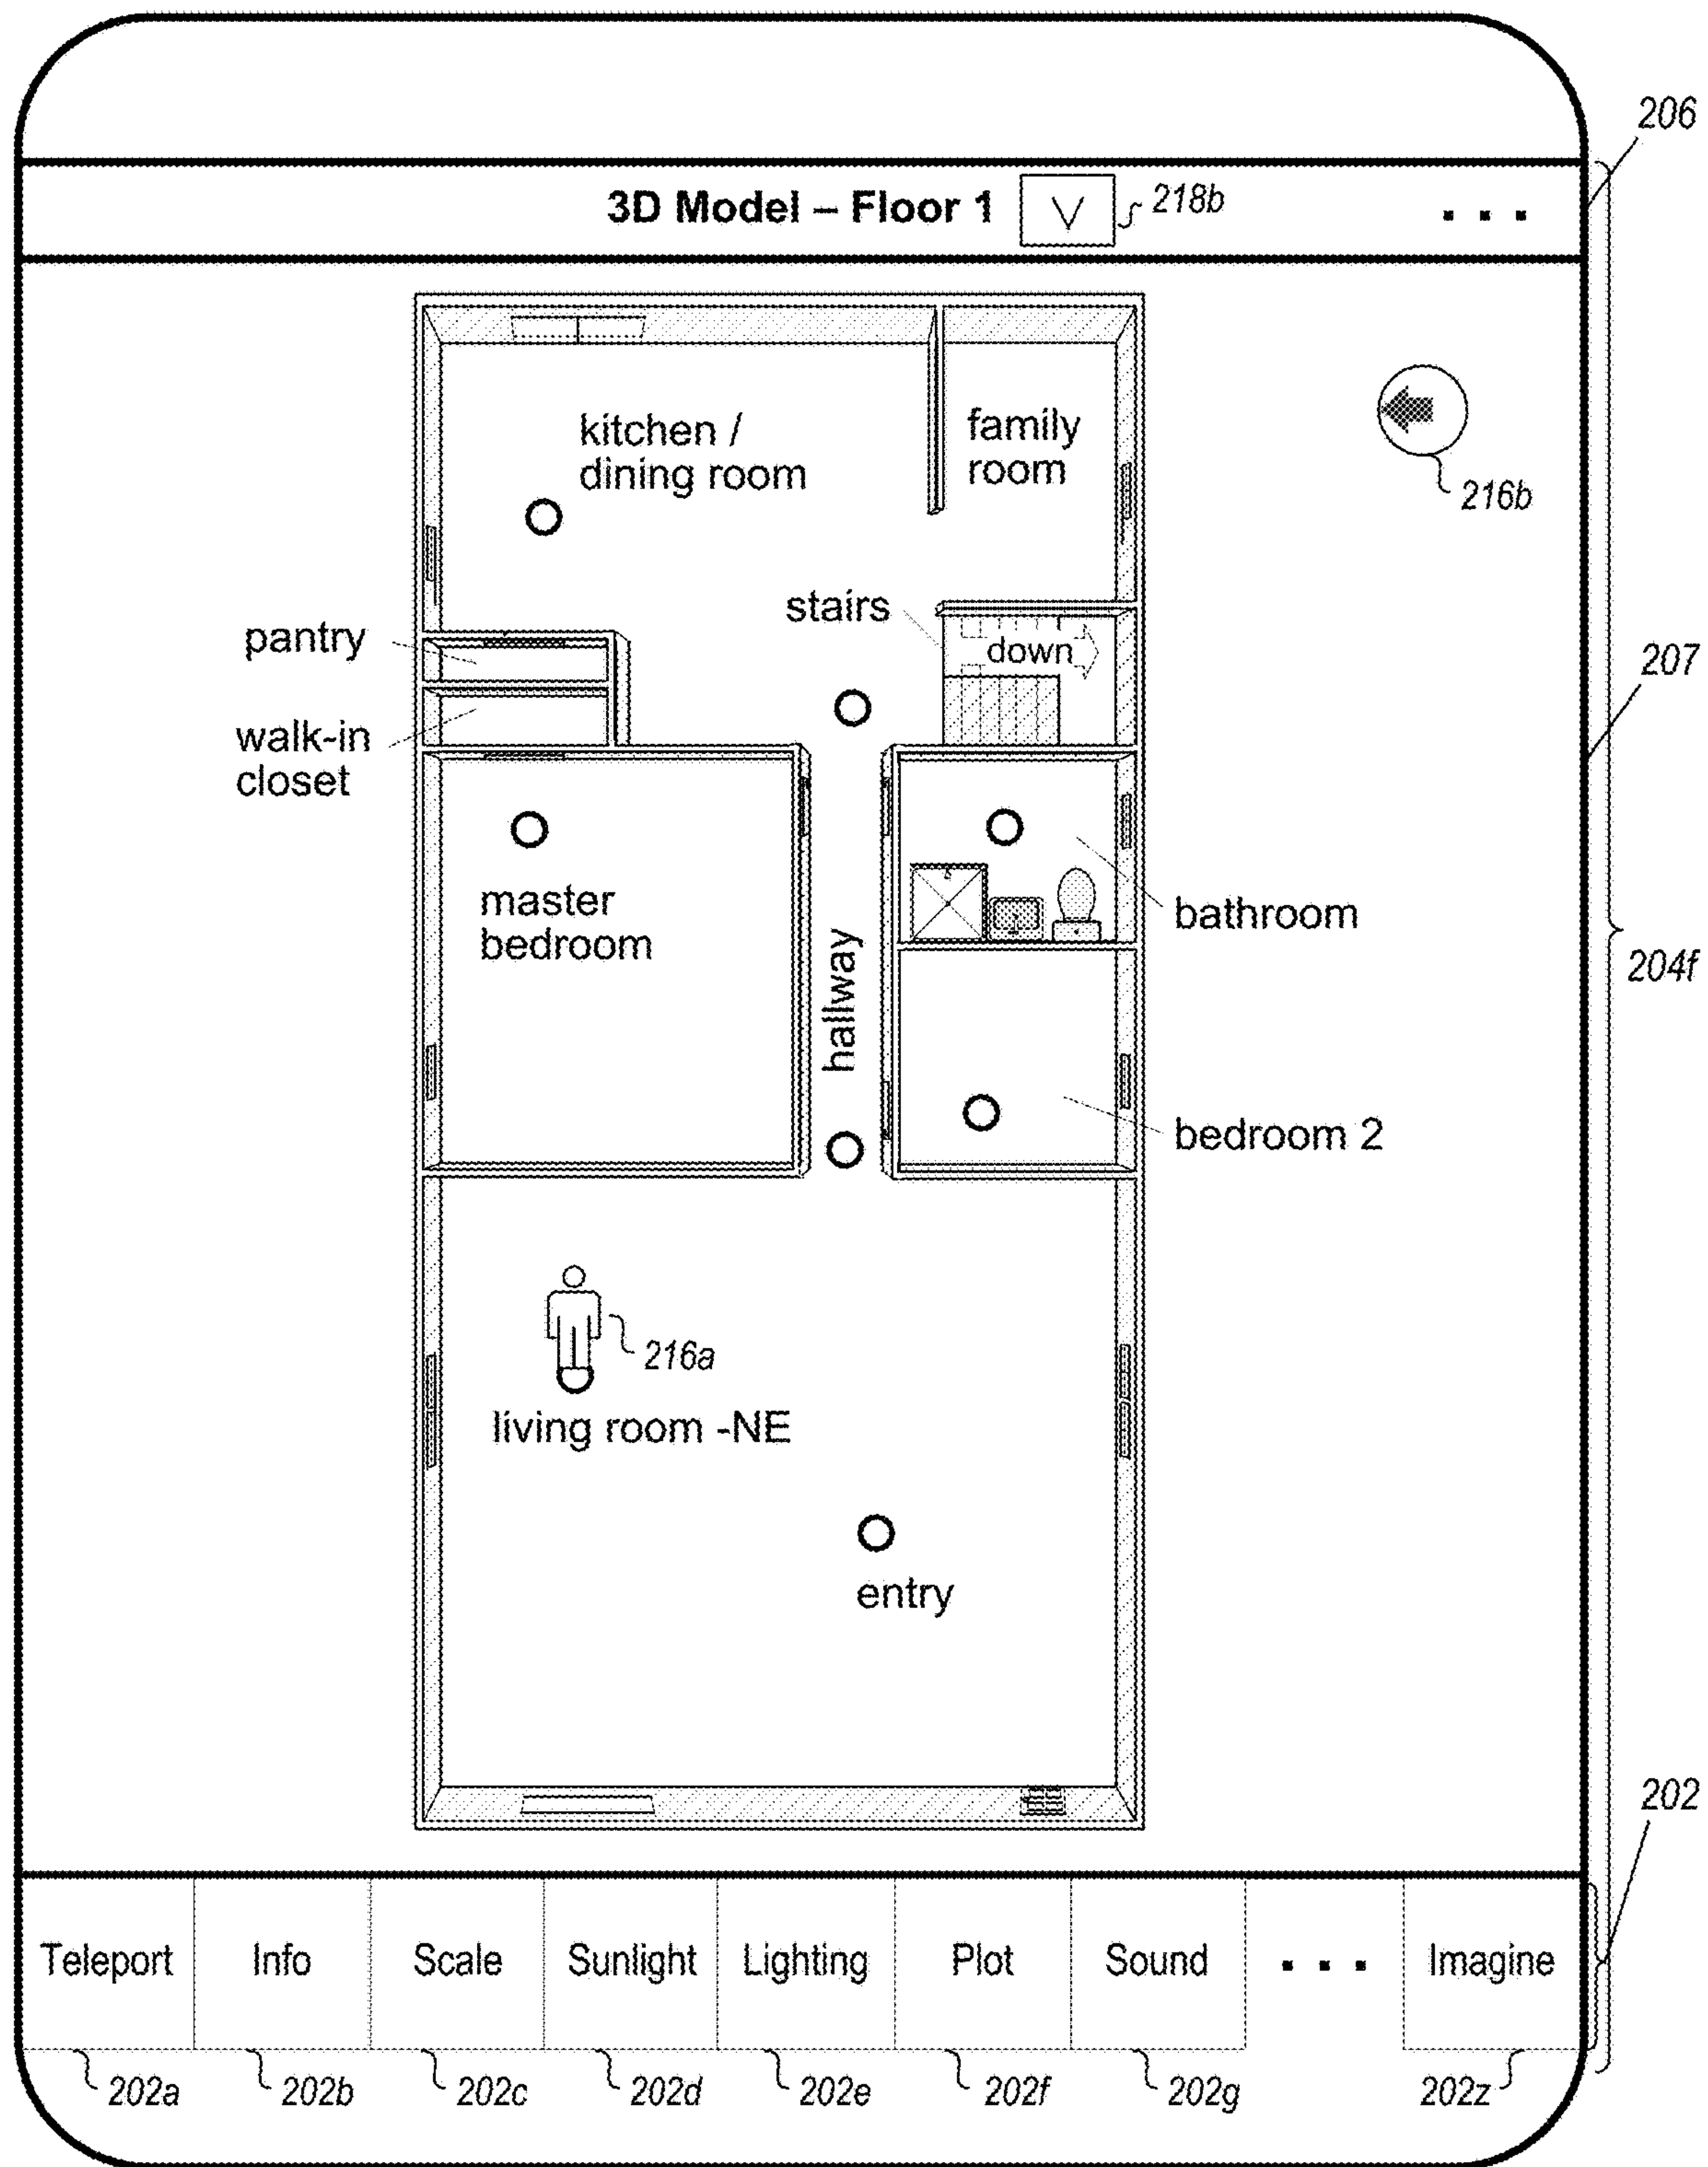 206
3D Model – Floor 1
V
218b
. . .
kitchen /
dining room
family
room
216b
stairs
down
pantry
207
walk-in
closet
master
bedroom
hallway
bathroom
204f
bedroom 2
216a
living room -NE
entry
202
Teleport
Info
Scale
Sunlight
Lighting
Plot
Sound
. . .
Imagine
202a
202b
202c
202d
202e
202f
202g
202z